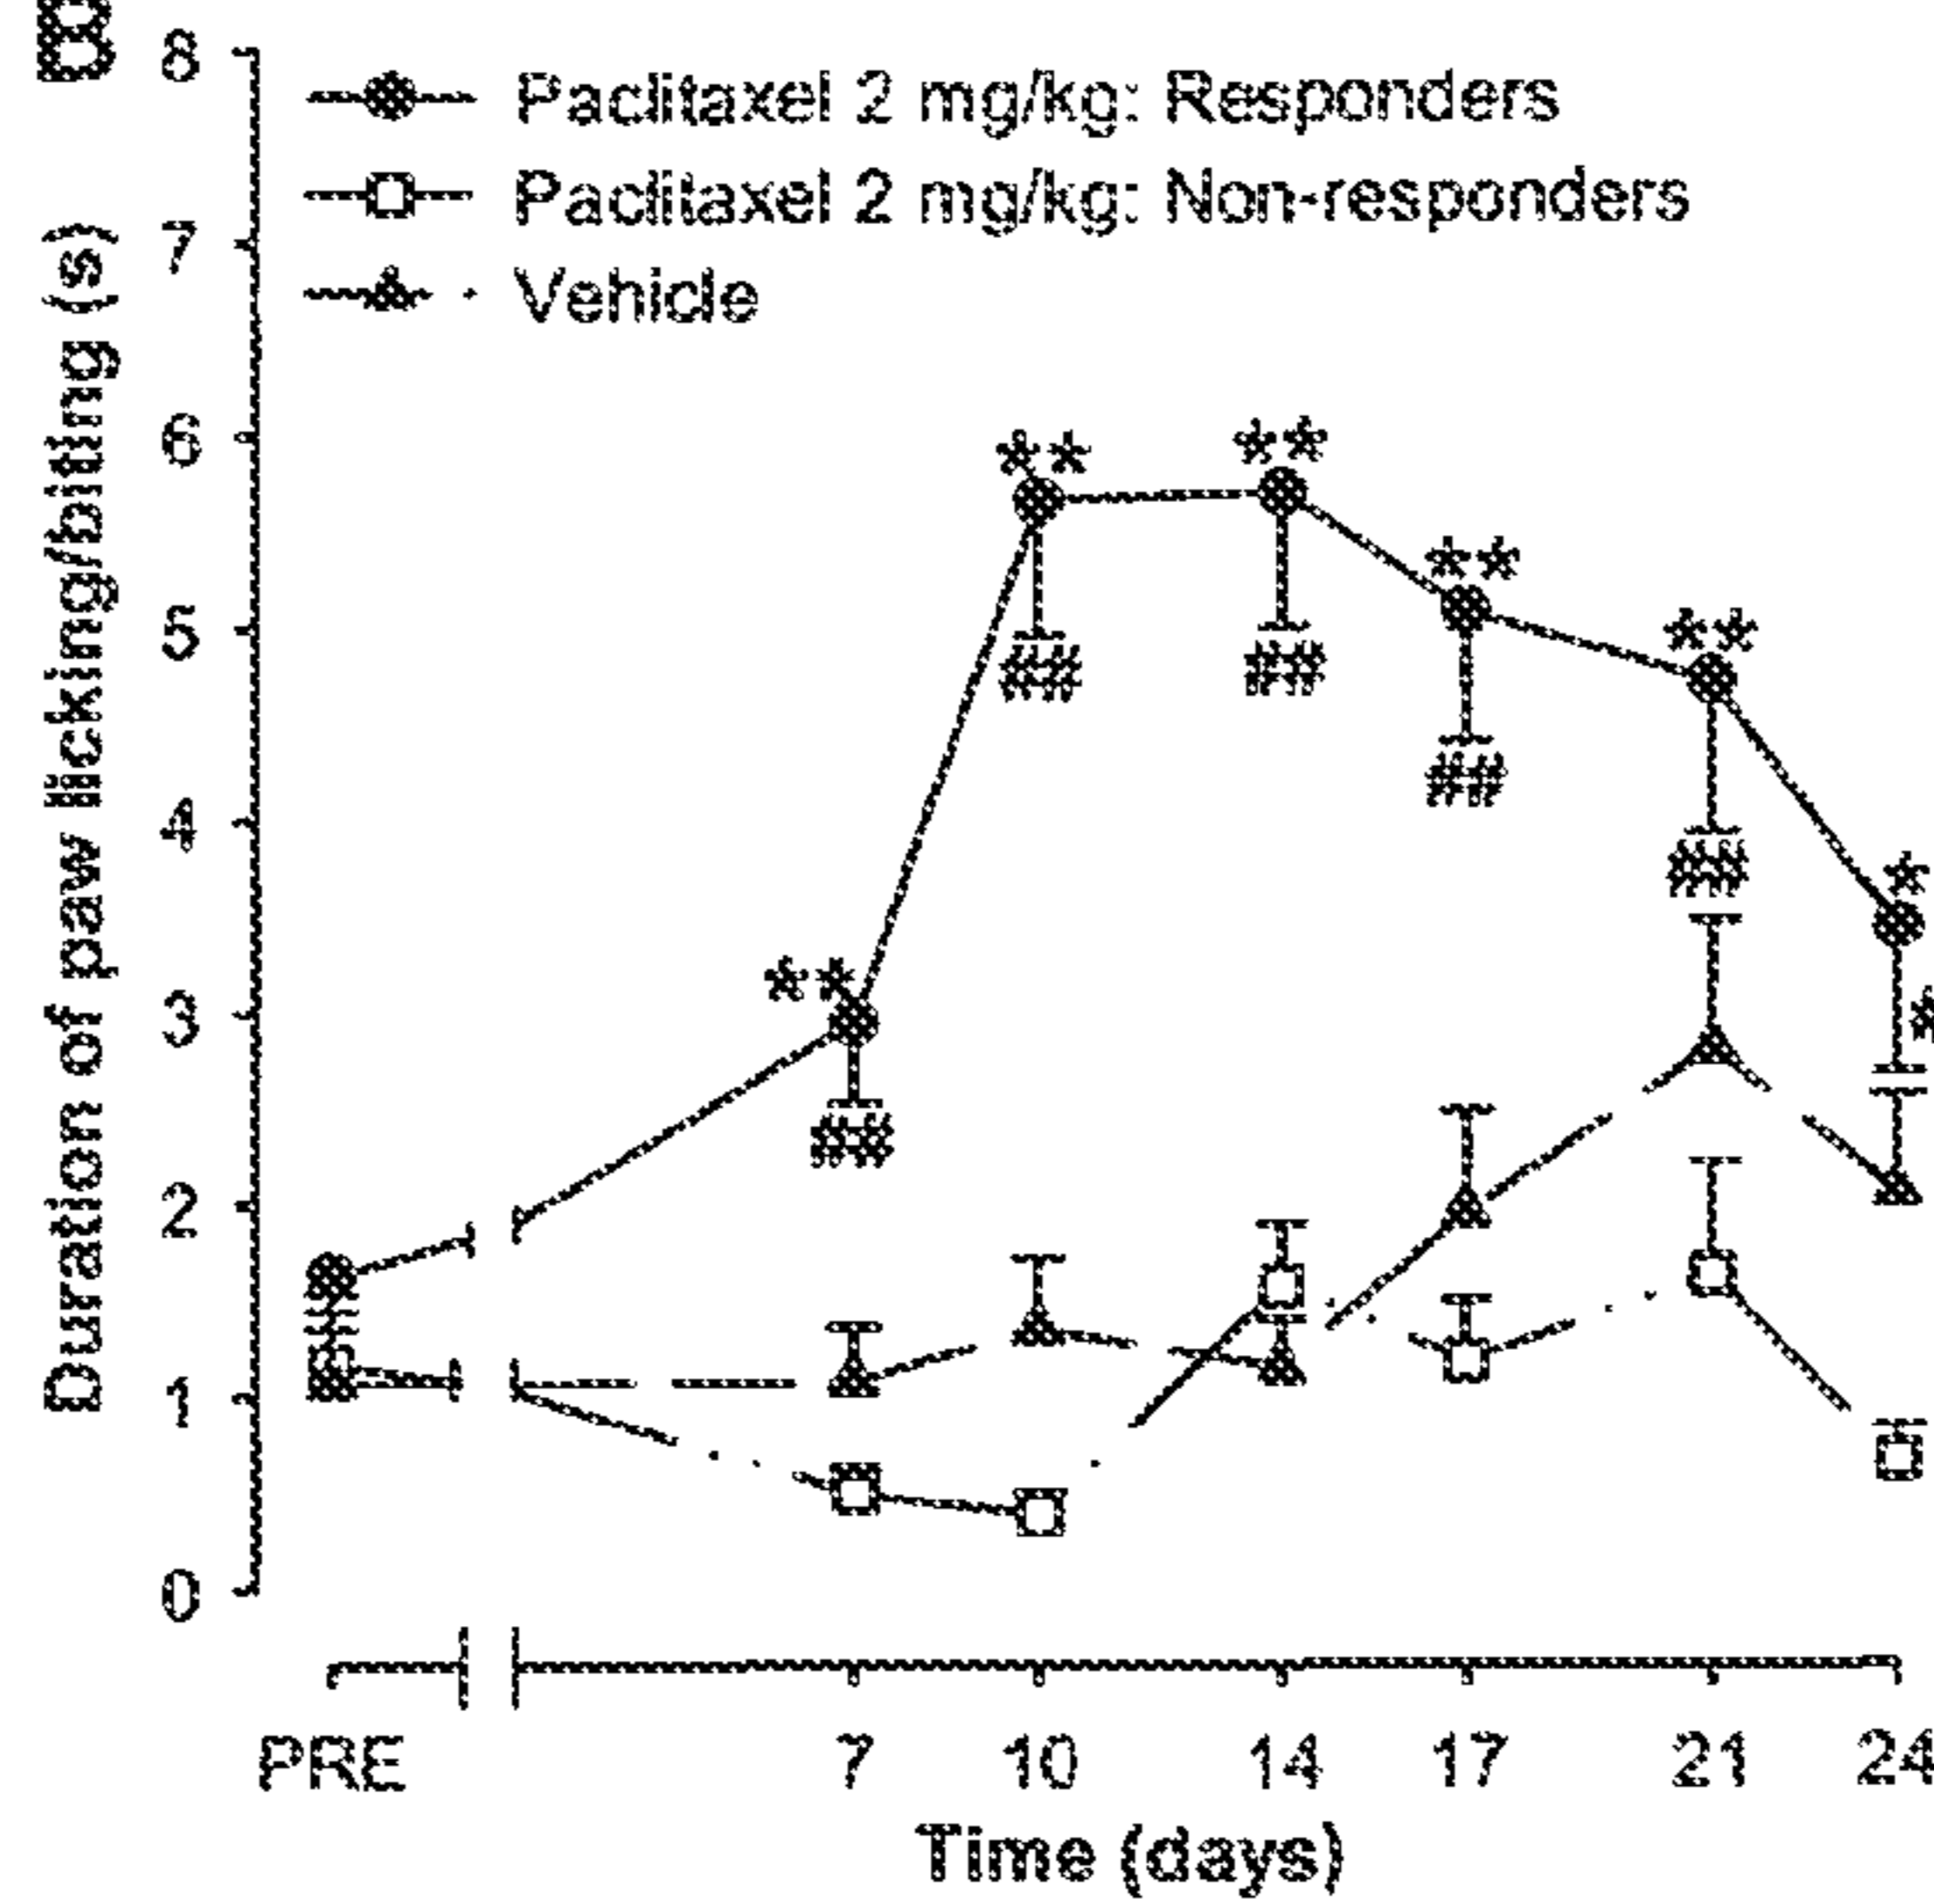 8
Paclitaxel 2 mg/kg: Responders
Paclitaxel 2 mg/kg: Non-responders
Vehicle
7
6
5
4
3
2
1
0
Duration of paw licking/biting (s)
** ** ** ** ** *
## ## ## ## ##
*
PRE 7 10 14 17 21 24
Time (days)